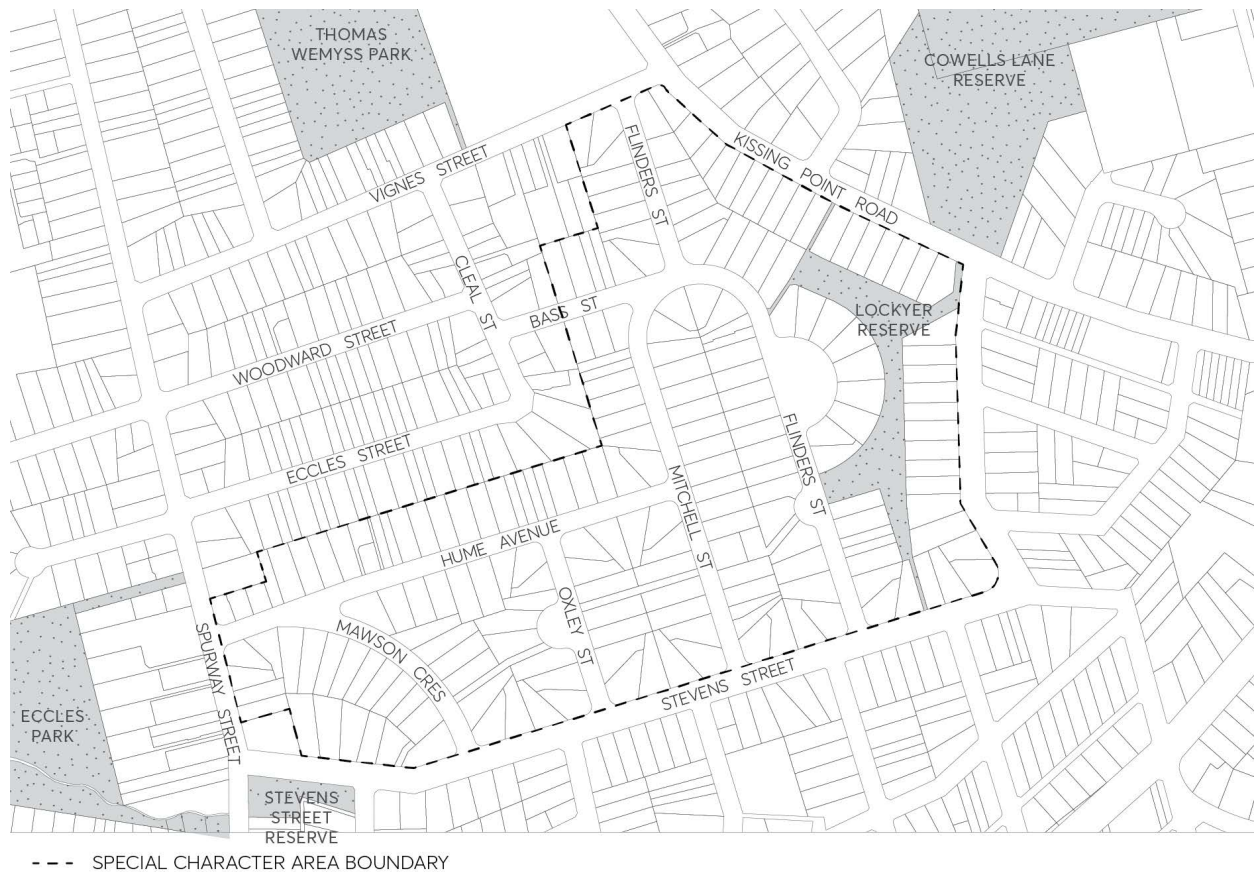 THOMAS
WEMYSS PARK
COWELLS LANE
RESERVE
KISSING POINT ROAD
FLINDERS ST
VIGNES STREET
CLEAL ST
BASS ST
LOCKYER
RESERVE
WOODWARD STREET
ECCLES STREET
FLINDERS ST
MITCHELL ST
HUME AVENUE
OXLEY ST
MAWSON CRES
SPURWAY STREET
STEVENS STREET
ECCLES
PARK
STEVENS
STREET
RESERVE
SPECIAL CHARACTER AREA BOUNDARY